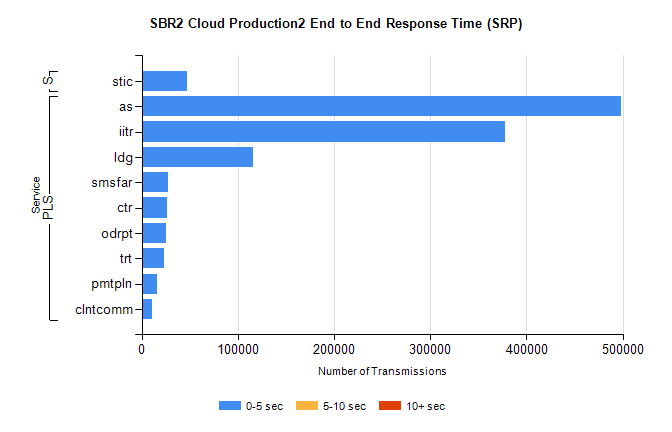 SBR2 Cloud Production2 End to End Response Time (SRP)
Service
S
PLS
stic
as
iitr
ldg
smsfar
ctr
odrpt
trt
pmtpln
clntcomm
0 100000 200000 300000 400000 500000
Number of Transmissions
0-5 sec 5-10 sec 10+ sec